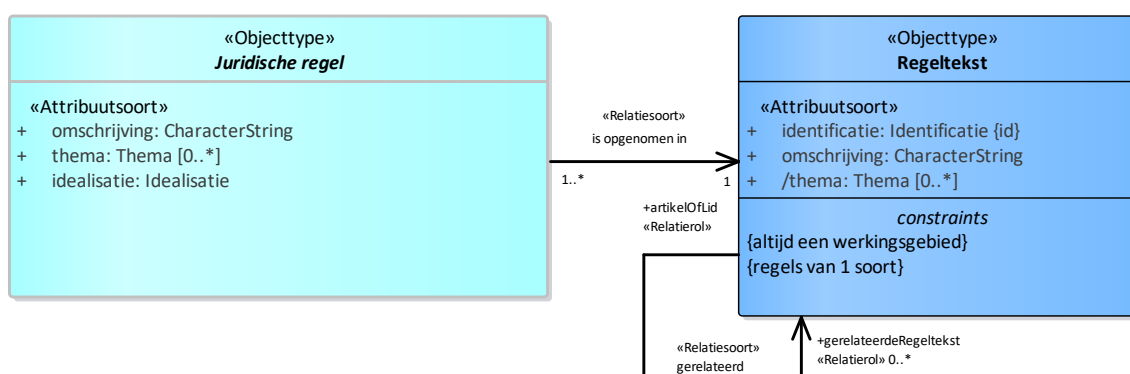 «Objecttype»
Juridische regel
«Attribuutsoort»
+ omschrijving: CharacterString
+ thema: Thema [0..*]
+ idealisatie: Idealisatie
«Relatiesoort»
is opgenomen in
1..*
1
«Objecttype»
Regeltekst
«Attribuutsoort»
+ identificatie: Identificatie {id}
+ omschrijving: CharacterString
+ /thema: Thema [0..*]
constraints
{altijd een werkingsgebied}
{regels van 1 soort}
+artikelOfLid
«Relatierol»
«Relatiesoort»
gerelateerd
+gerelateerdeRegeltekst
«Relatierol» 0..*